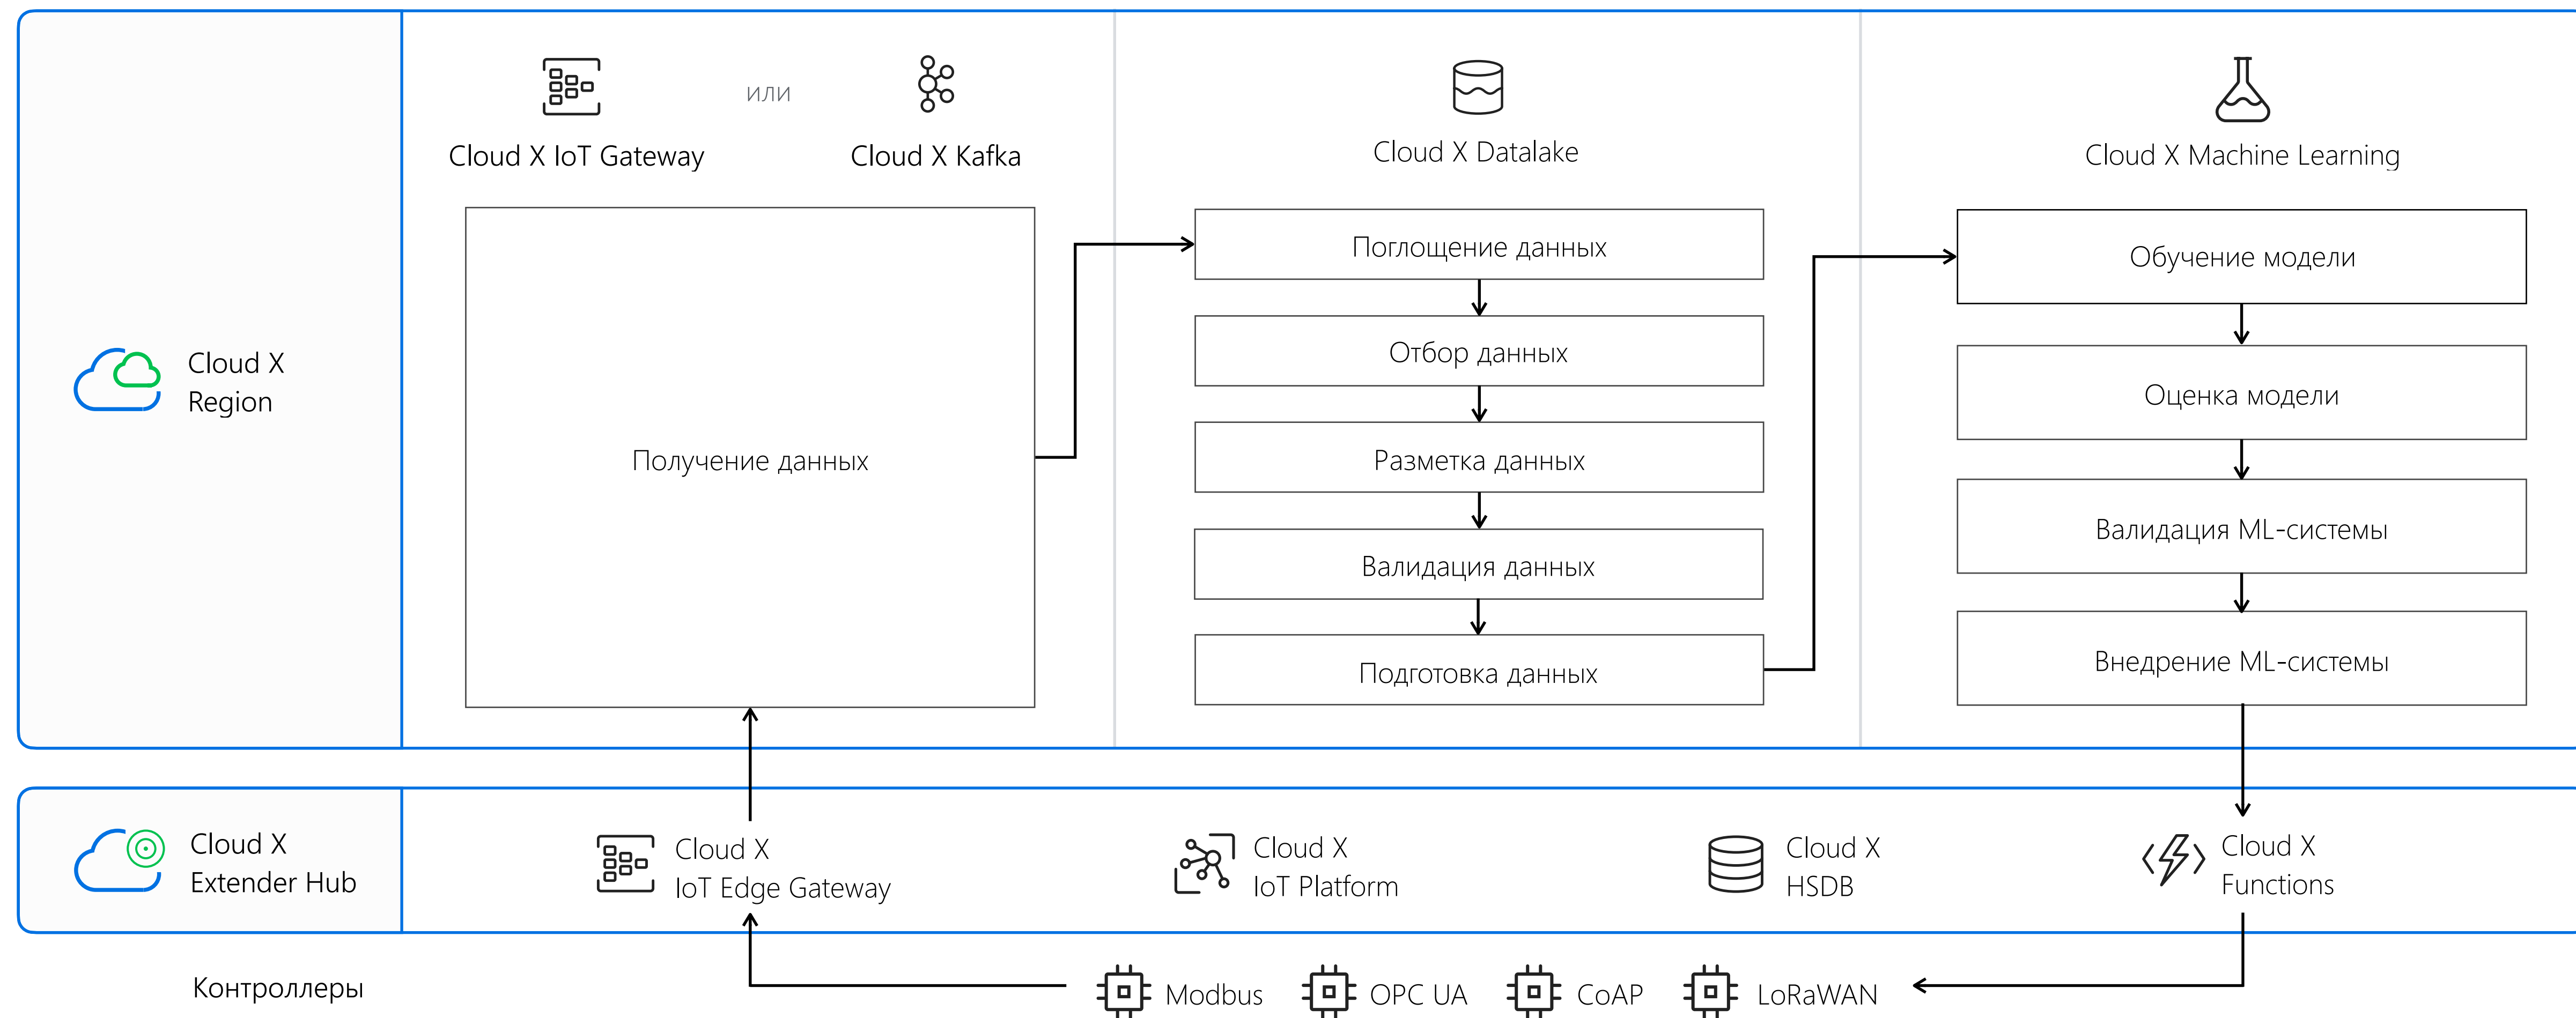 Cloud X
Region
Cloud X IoT Gateway
или
Cloud X Kafka
Получение данных
Cloud X Datalake
Поглощение данных
Отбор данных
Разметка данных
Валидация данных
Подготовка данных
Cloud X Machine Learning
Обучение модели
Оценка модели
Валидация ML-системы
Внедрение ML-системы
Cloud X
Extender Hub
Cloud X
IoT Edge Gateway
Cloud X
IoT Platform
Cloud X
HSDB
Cloud X
Functions
Контроллеры
Modbus
OPC UA
CoAP
LoRaWAN